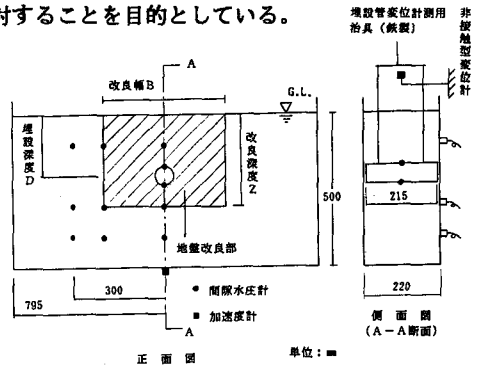 対することを目的としている。
埋設管変位計測用
治具（鉄製）
非接触型変位計
A
改良幅B
G.L.
埋設深度D
改良深度Z
500
215
地盤改良部
300
795
● 間隙水圧計
■ 加速度計
A
220
側面図
(A-A断面)
正面図
単位：㎜